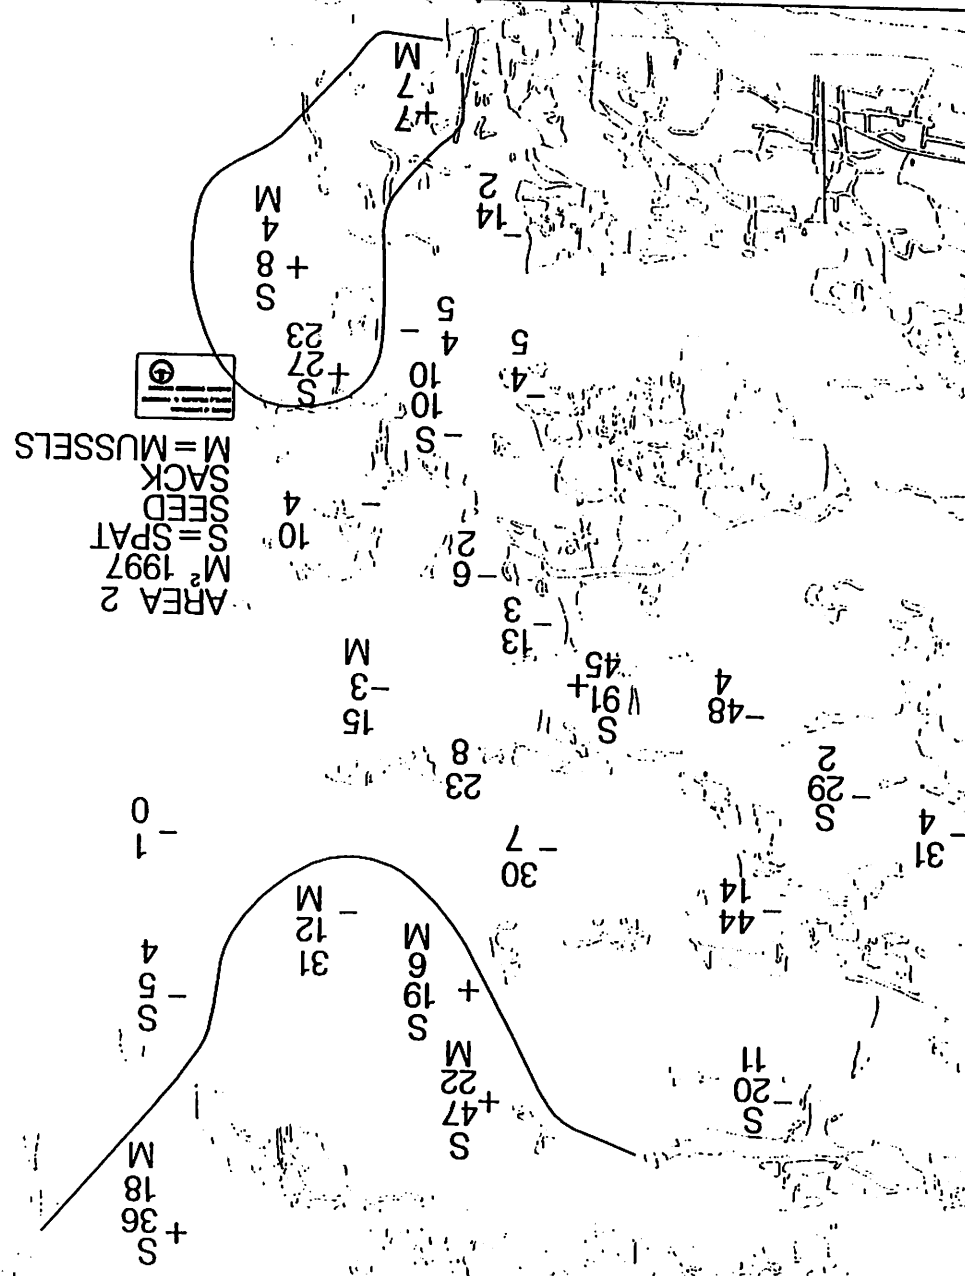 S
+36
18
M
S
-20
11
S
+47
22
M
S
+ 19
6
M
S
- 5
4
31
- 12
M
-44
14
30
- 7
-31
4
- 1
0
S
-29
2
23
8
15
-3
M
-48
4
S
91+
45
-13
3
-6
2
AREA 2
M² 1997
S=SPAT
SEED
SACK
M=MUSSELS
10
- 4
-S
10
10
- 4
5
-4
5
S
+27
23
S
+ 8
4
M
-14
2
+7
7
M